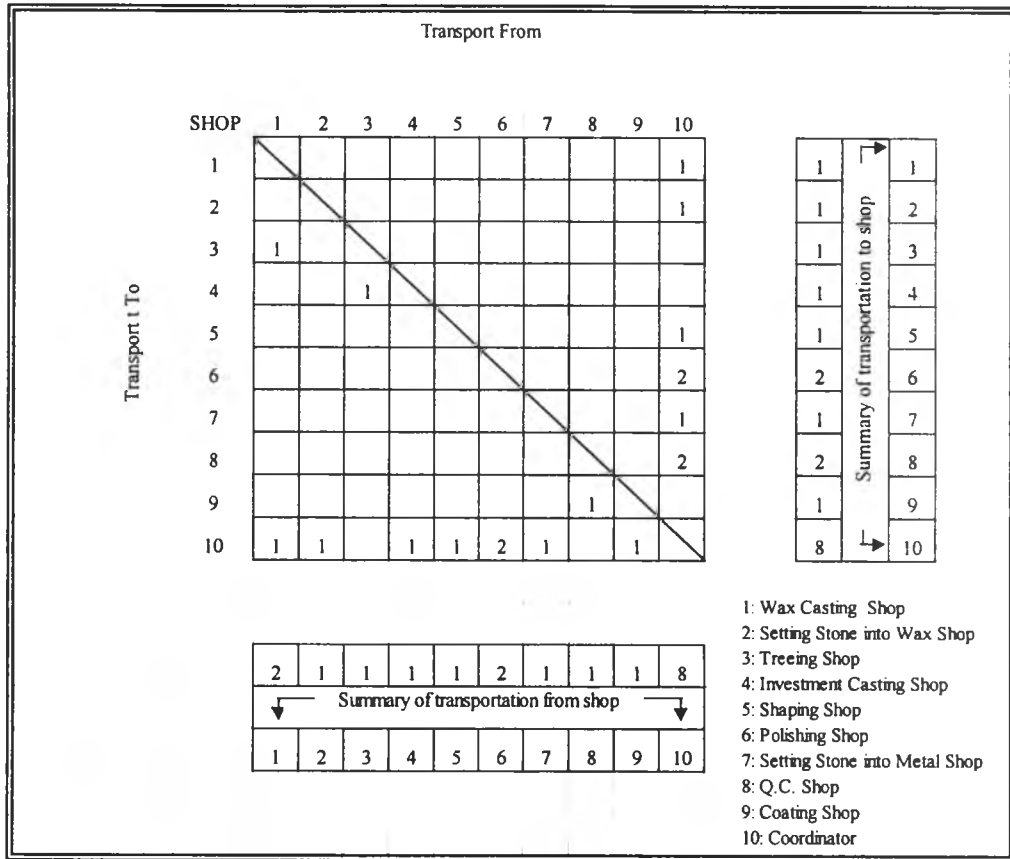 Transport From
SHOP 1 2 3 4 5 6 7 8 9 10
Transport t To
1 1
2 1
3 1
4 1
5 1
6 2
7 1
8 2
9 1
10 1 1 1 1 2 1 1
1 1
1 2
1 3
1 4
1 5
2 6
1 7
2 8
1 9
8 10
Summary of transportation to shop
2 1 1 1 1 2 1 1 1 8
Summary of transportation from shop
1 2 3 4 5 6 7 8 9 10
1: Wax Casting Shop
2: Setting Stone into Wax Shop
3: Treeing Shop
4: Investment Casting Shop
5: Shaping Shop
6: Polishing Shop
7: Setting Stone into Metal Shop
8: Q.C. Shop
9: Coating Shop
10: Coordinator